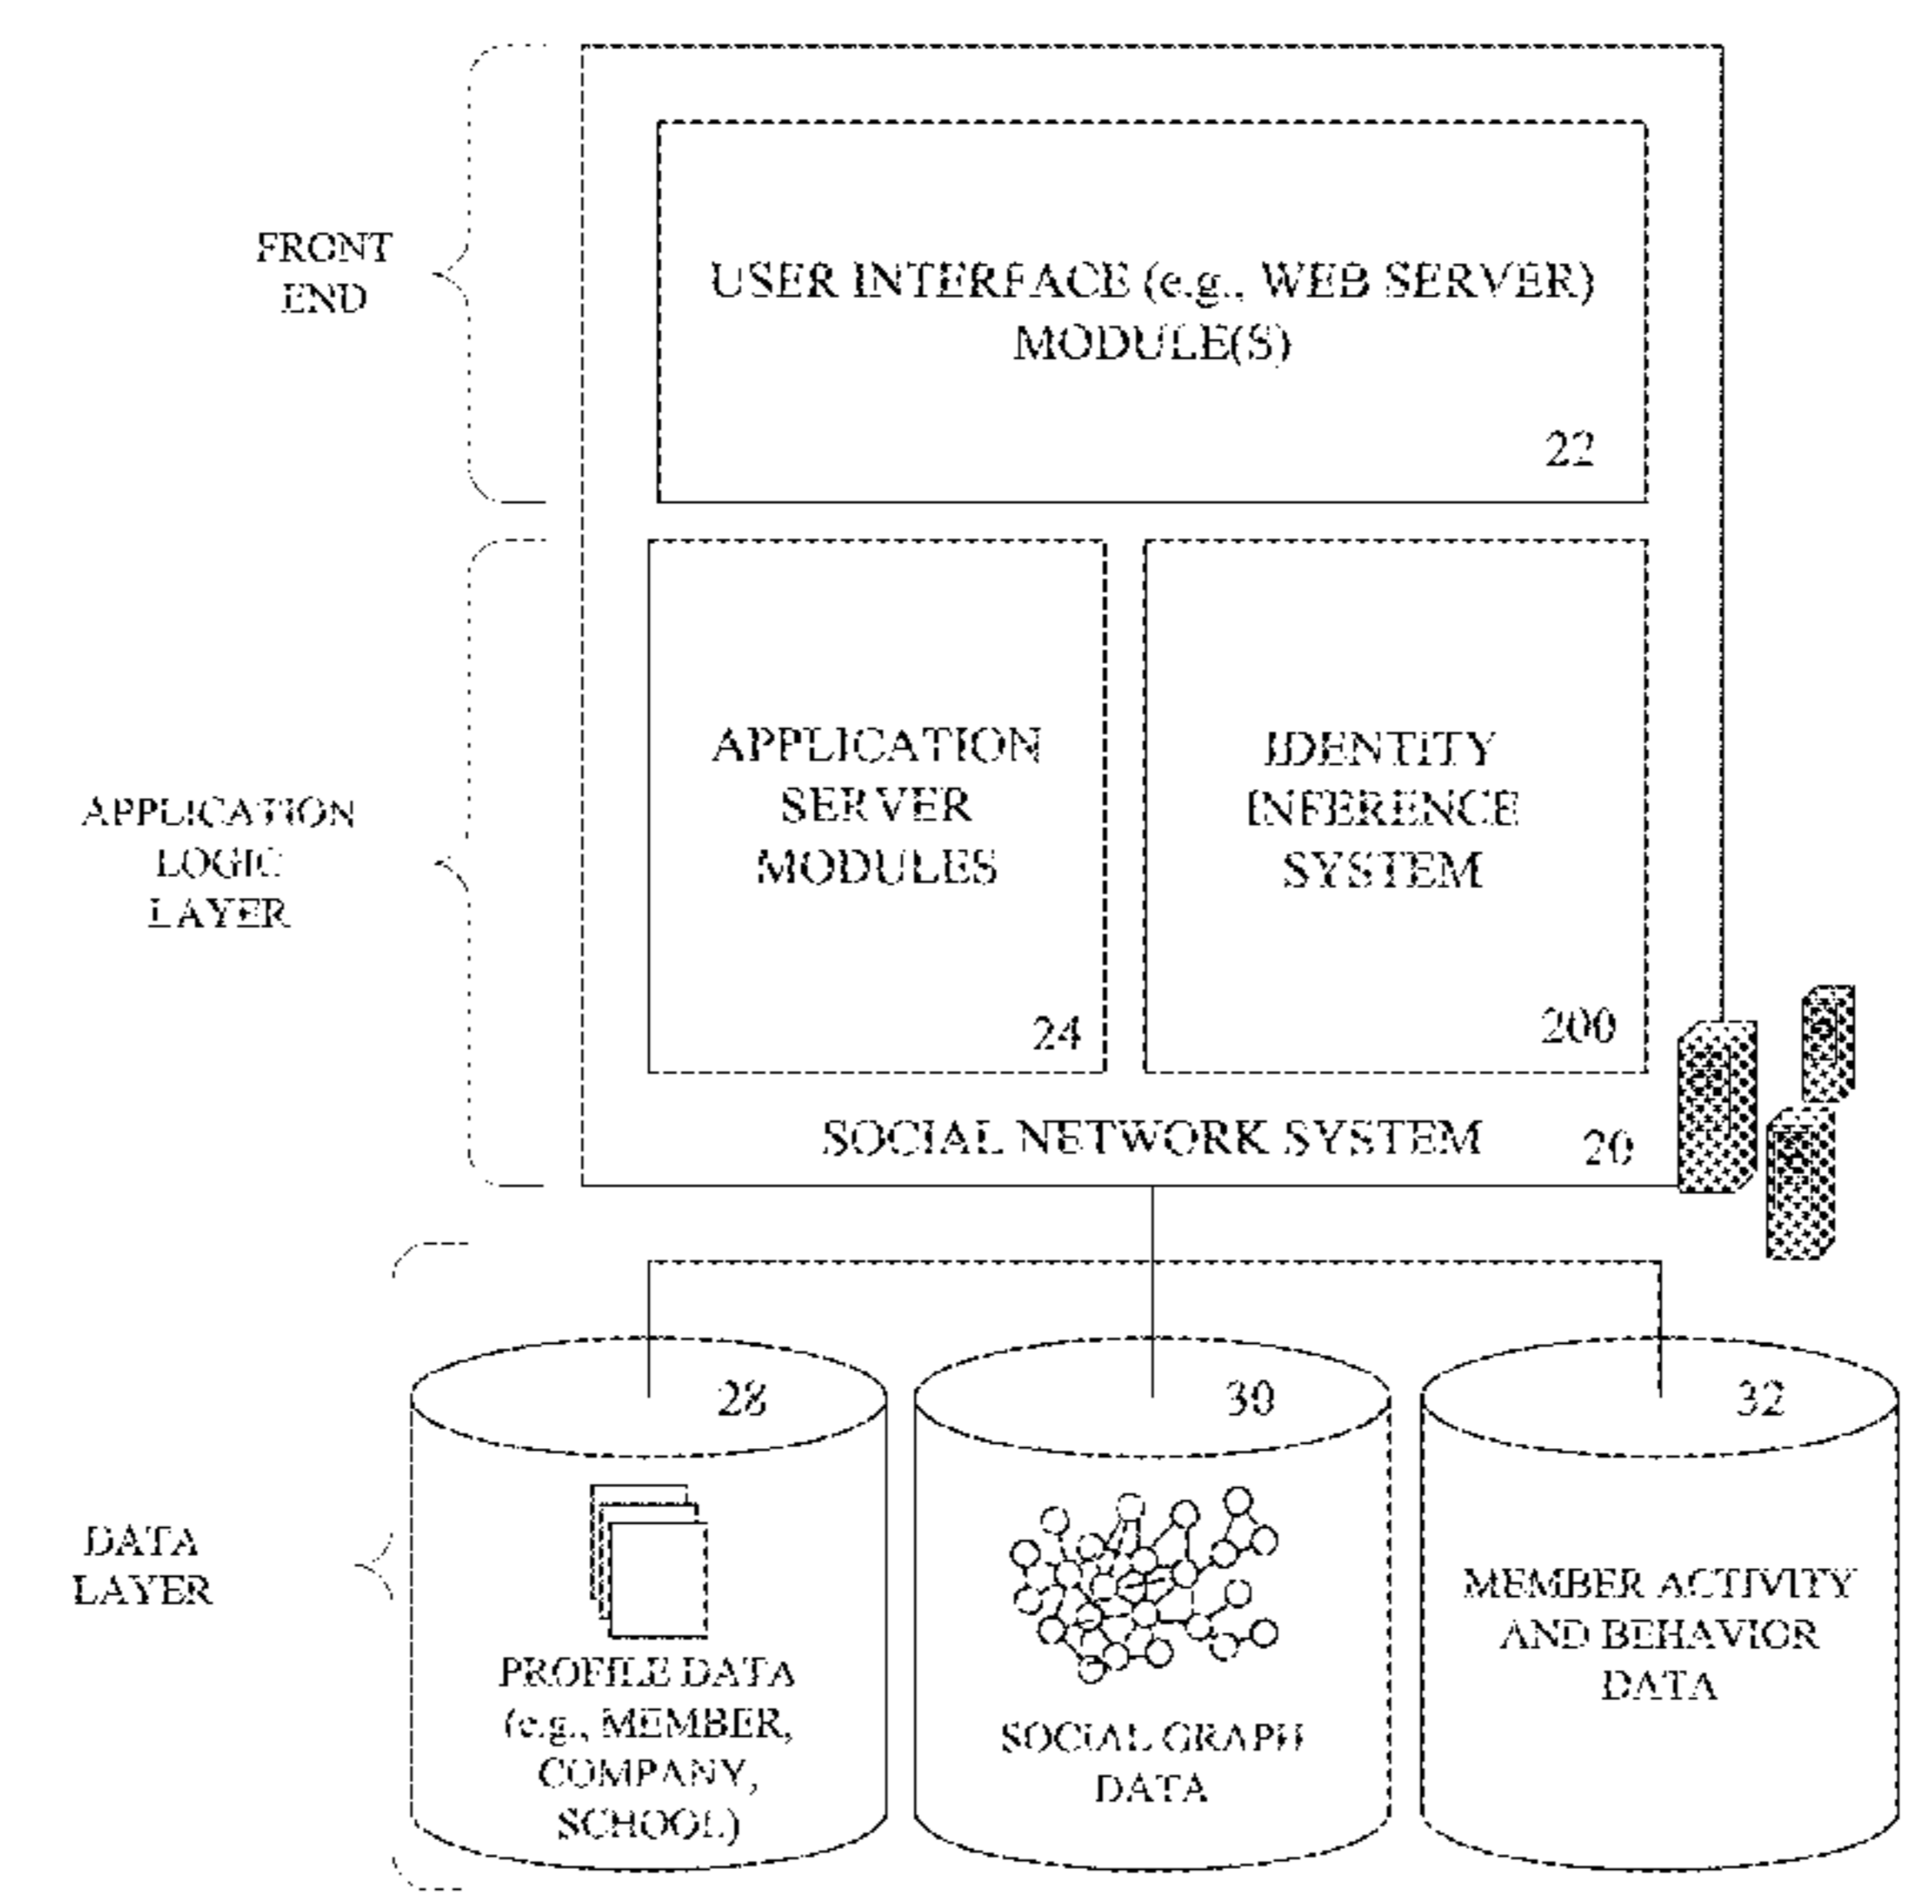 FRONT
END
USER INTERFACE (e.g., WEB SERVER)
MODULE(S)
22
APPLICATION
LOGIC
LAYER
APPLICATION
SERVER
MODULES
24
IDENTITY
INFERENCE
SYSTEM
200
SOCIAL NETWORK SYSTEM
20
DATA
LAYER
28
PROFILE DATA
(e.g., MEMBER,
COMPANY,
SCHOOL)
30
SOCIAL GRAPH
DATA
32
MEMBER ACTIVITY
AND BEHAVIOR
DATA